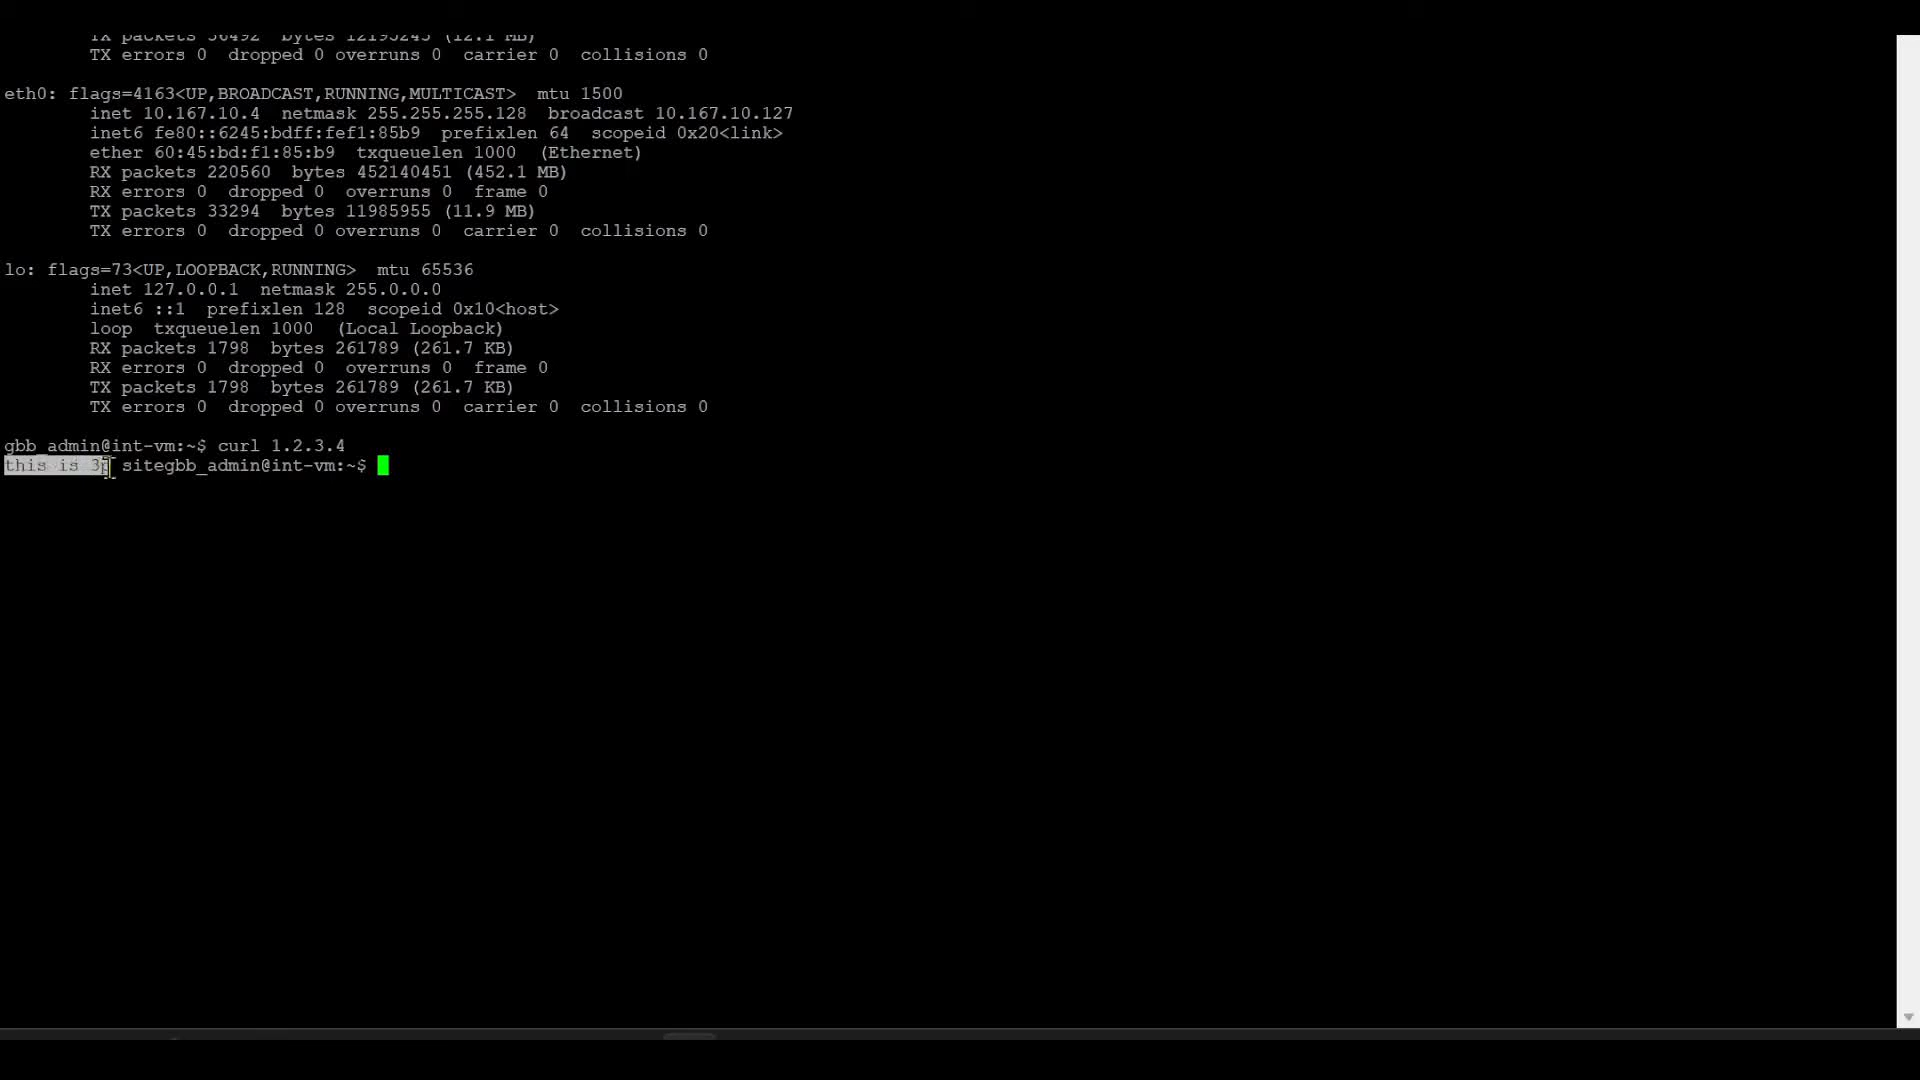 TX packets 36492  bytes 12195245 (12.1 MB)
TX errors 0  dropped 0 overruns 0  carrier 0  collisions 0
eth0: flags=4163<UP,BROADCAST,RUNNING,MULTICAST>  mtu 1500
inet 10.167.10.4  netmask 255.255.255.128  broadcast 10.167.10.127
inet6 fe80::6245:bdff:fef1:85b9  prefixlen 64  scopeid 0x20<link>
ether 60:45:bd:f1:85:b9  txqueuelen 1000  (Ethernet)
RX packets 220560  bytes 452140451 (452.1 MB)
RX errors 0  dropped 0  overruns 0  frame 0
TX packets 33294  bytes 11985955 (11.9 MB)
TX errors 0  dropped 0 overruns 0  carrier 0  collisions 0
lo: flags=73<UP,LOOPBACK,RUNNING>  mtu 65536
inet 127.0.0.1  netmask 255.0.0.0
inet6 ::1  prefixlen 128  scopeid 0x10<host>
loop  txqueuelen 1000  (Local Loopback)
RX packets 1798  bytes 261789 (261.7 KB)
RX errors 0  dropped 0  overruns 0  frame 0
TX packets 1798  bytes 261789 (261.7 KB)
TX errors 0  dropped 0 overruns 0  carrier 0  collisions 0
gbb_admin@int-vm:~$ curl 1.2.3.4
this is 3p sitegbb_admin@int-vm:~$